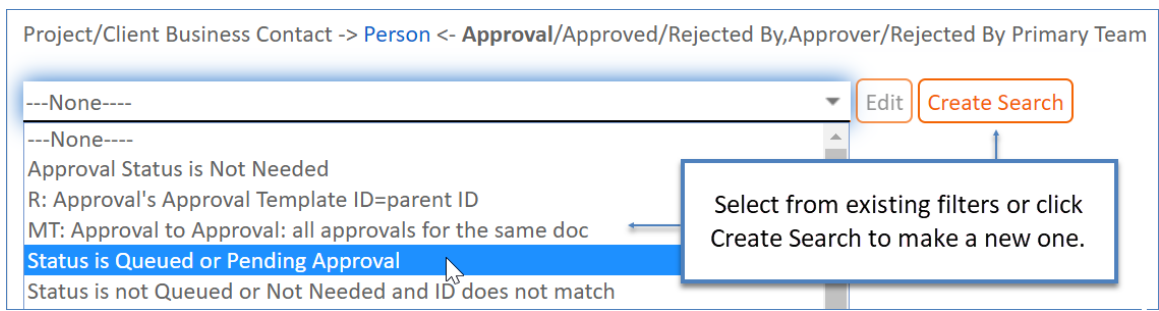 Project/Client Business Contact -> Person <- Approval/Approved/Rejected By,Approver/Rejected By Primary Team
---None----
Edit
Create Search
---None----
Approval Status is Not Needed
R: Approval's Approval Template ID=parent ID
MT: Approval to Approval: all approvals for the same doc
Status is Queued or Pending Approval
Status is not Queued or Not Needed and ID does not match
Select from existing filters or click
Create Search to make a new one.